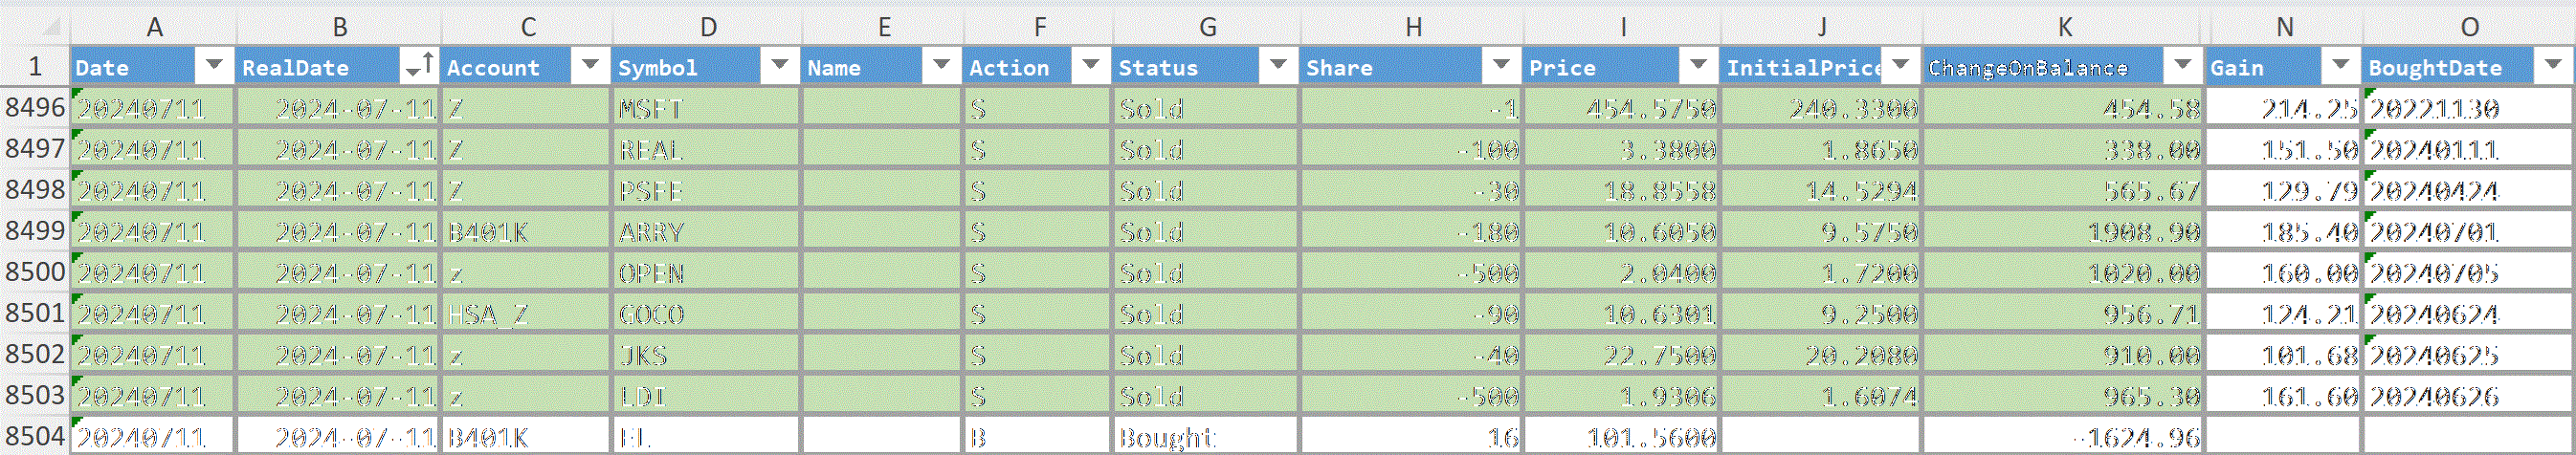 A B C D E F G H I J K N O
1 Date RealDate Account Symbol Name Action Status Share Price InitialPrice ChangeOnBalance Gain BoughtDate
8496 20240711 2024-07-11 Z MSFT S Sold -1 454.5750 240.3300 454.58 214.25 20221130
8497 20240711 2024-07-11 Z REAL S Sold -100 3.3800 1.8650 338.00 151.50 20240111
8498 20240711 2024-07-11 Z PSFE S Sold -30 18.8558 14.5294 565.67 129.79 20240424
8499 20240711 2024-07-11 B401K ARRY S Sold -180 10.6050 9.5750 1908.90 185.40 20240701
8500 20240711 2024-07-11 z OPEN S Sold -500 2.0400 1.7200 1020.00 160.00 20240705
8501 20240711 2024-07-11 HSA_Z GOCO S Sold -90 10.6301 9.2500 956.71 124.21 20240624
8502 20240711 2024-07-11 z JKS S Sold -40 22.7500 20.2080 910.00 101.68 20240625
8503 20240711 2024-07-11 z LDI S Sold -500 1.9306 1.6074 965.30 161.60 20240626
8504 20240711 2024-07-11 B401K EL B Bought 16 101.5600 -1624.96